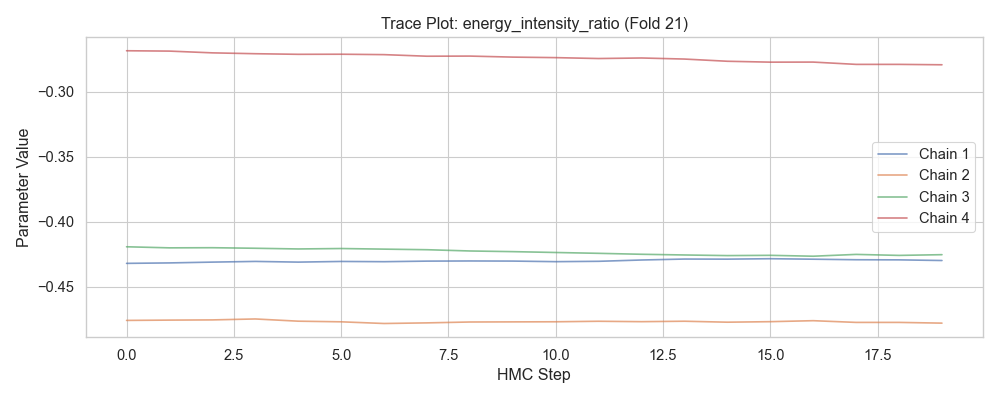 Trace Plot: energy_intensity_ratio (Fold 21)
Parameter Value
−0.30
−0.35
−0.40
−0.45
Chain 1
Chain 2
Chain 3
Chain 4
0.0 2.5 5.0 7.5 10.0 12.5 15.0 17.5
HMC Step